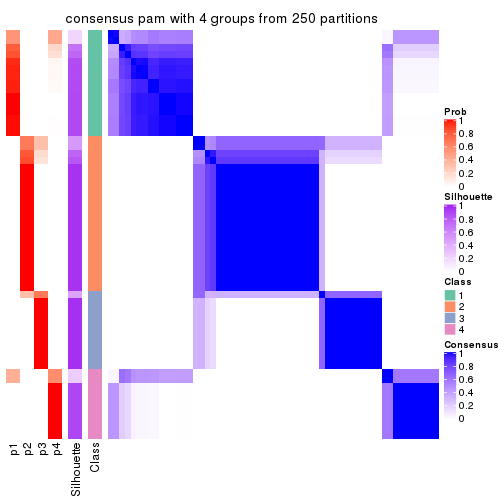 consensus pam with 4 groups from 250 partitions
Prob
1
0.8
0.6
0.4
0.2
0
Silhouette
1
0.8
0.6
0.4
0.2
0
Class
1
2
3
4
Consensus
1
0.8
0.6
0.4
0.2
0
p1
p2
p3
p4
Silhouette
Class